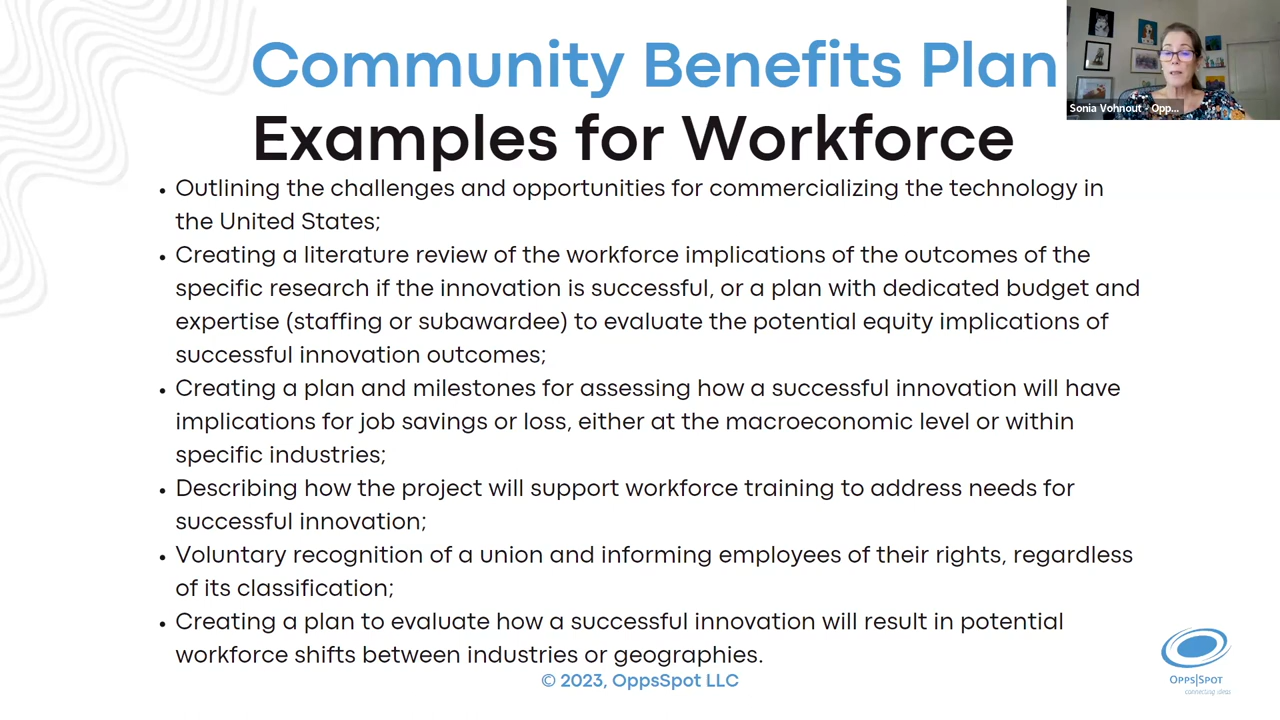 Community Benefits Plan
Examples for Workforce
Sonia Vohnout - Opp...
• Outlining the challenges and opportunities for commercializing the technology in
the United States;
• Creating a literature review of the workforce implications of the outcomes of the
specific research if the innovation is successful, or a plan with dedicated budget and
expertise (staffing or subawardee) to evaluate the potential equity implications of
successful innovation outcomes;
• Creating a plan and milestones for assessing how a successful innovation will have
implications for job savings or loss, either at the macroeconomic level or within
specific industries;
• Describing how the project will support workforce training to address needs for
successful innovation;
• Voluntary recognition of a union and informing employees of their rights, regardless
of its classification;
• Creating a plan to evaluate how a successful innovation will result in potential
workforce shifts between industries or geographies.
© 2023, OppsSpot LLC
OPPS|SPOT
connecting ideas